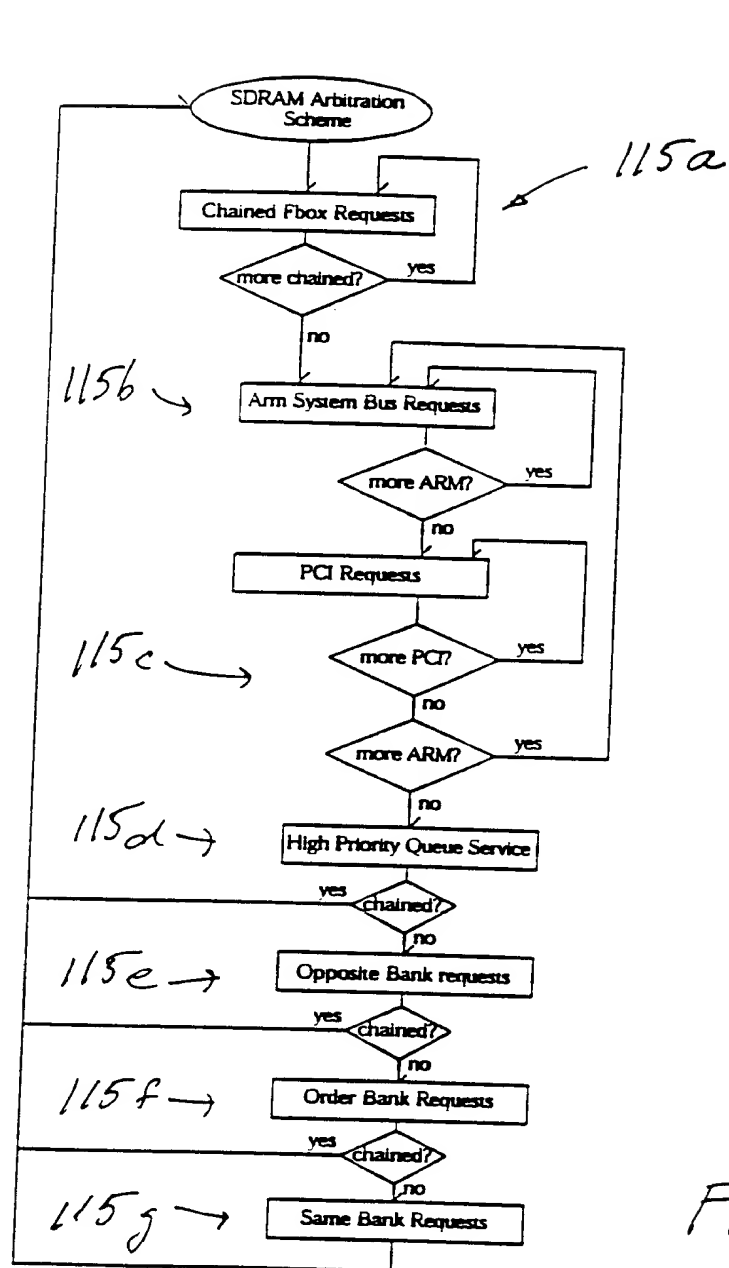 SDRAM Arbitration
Scheme
115a
Chained Fbox Requests
more chained?
yes
no
115b
Arm System Bus Requests
more ARM?
yes
no
PCI Requests
115c
more PCI?
yes
no
more ARM?
yes
no
115d
High Priority Queue Service
yes
chained?
no
115e
Opposite Bank requests
yes
chained?
no
115f
Order Bank Requests
yes
chained?
no
115g
Same Bank Requests